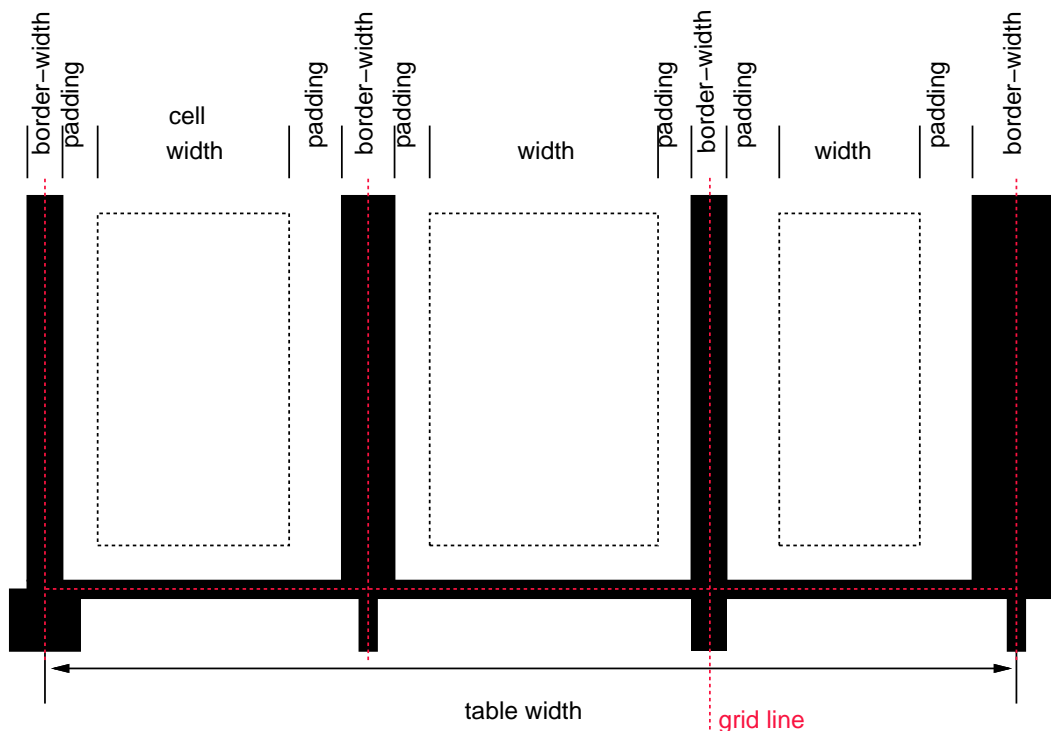 border–width
padding
cell
width
padding
border–width
padding
width
padding
border–width
padding
width
padding
border–width
table width
grid line